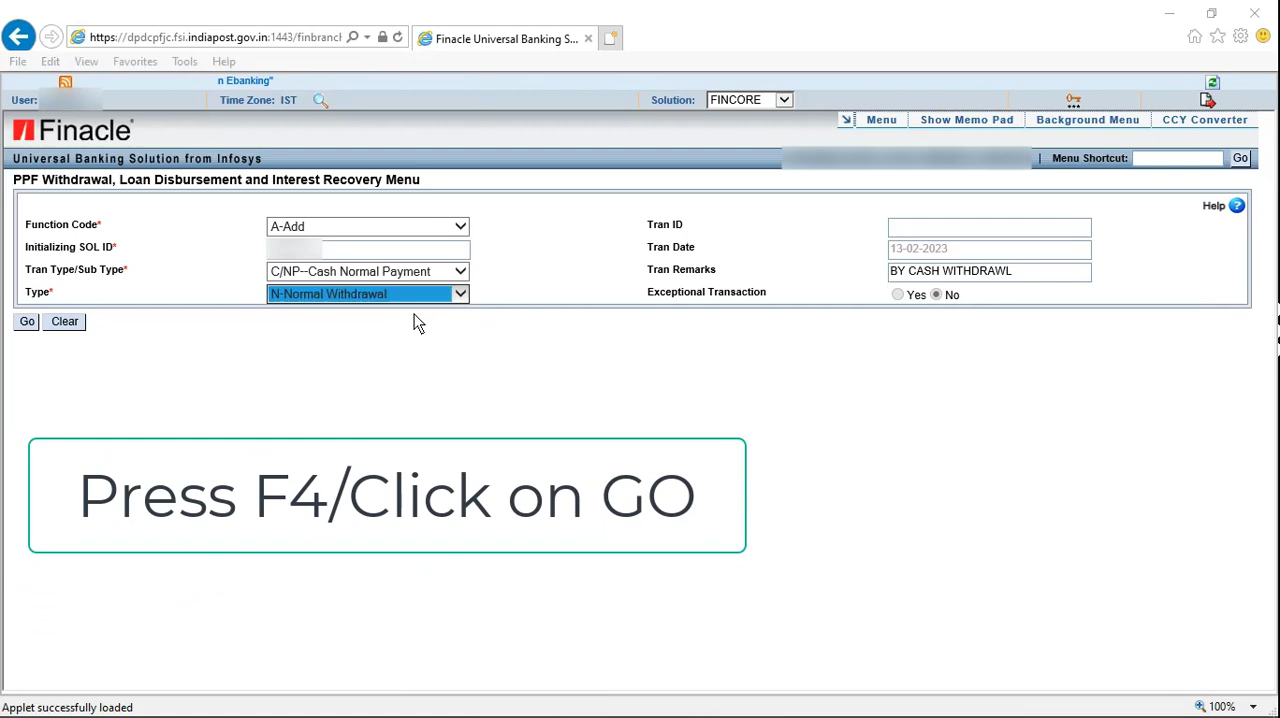 https://dpdcpfjc.fsi.indiapost.gov.in:1443/finbranch
Finacle Universal Banking S...
File Edit View Favorites Tools Help
n Ebanking"
User: Time Zone: IST Solution: FINCORE
Finacle
Menu Show Memo Pad Background Menu CCY Converter
Universal Banking Solution from Infosys | Menu Shortcut: Go
PPF Withdrawal, Loan Disbursement and Interest Recovery Menu
Help ?
Function Code* A-Add Tran ID
Initializing SOL ID* Tran Date 13-02-2023
Tran Type/Sub Type* C/NP--Cash Normal Payment Tran Remarks BY CASH WITHDRAWL
Type* N-Normal Withdrawal Exceptional Transaction Yes No
Go Clear
Press F4/Click on GO
Applet successfully loaded 100%